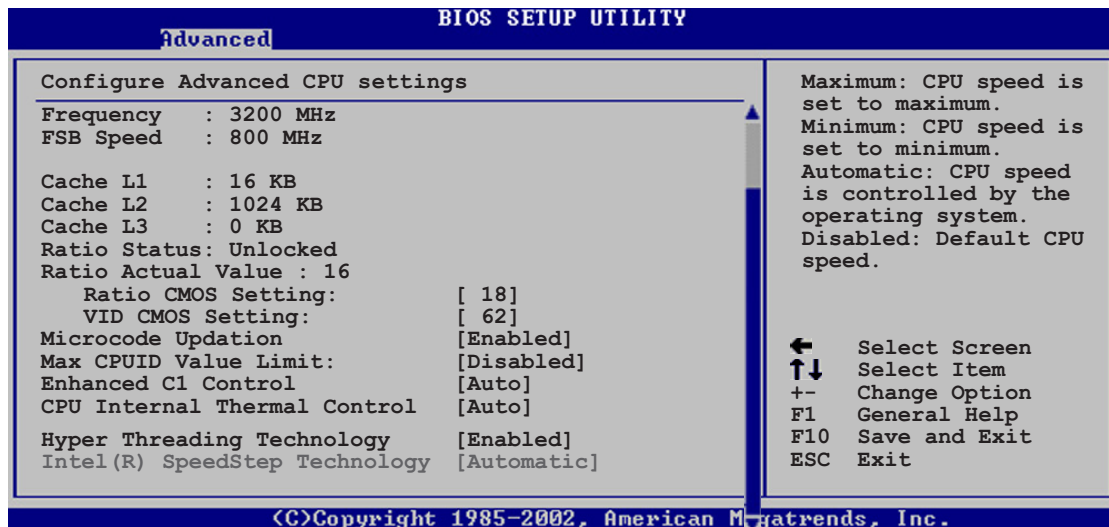 BIOS SETUP UTILITY
Advanced
Configure Advanced CPU settings
Frequency : 3200 MHz
FSB Speed : 800 MHz
Cache L1 : 16 KB
Cache L2 : 1024 KB
Cache L3 : 0 KB
Ratio Status: Unlocked
Ratio Actual Value : 16
Ratio CMOS Setting: [ 18]
VID CMOS Setting: [ 62]
Microcode Updation [Enabled]
Max CPUID Value Limit: [Disabled]
Enhanced C1 Control [Auto]
CPU Internal Thermal Control [Auto]
Hyper Threading Technology [Enabled]
Intel(R) SpeedStep Technology [Automatic]
Maximum: CPU speed is
set to maximum.
Minimum: CPU speed is
set to minimum.
Automatic: CPU speed
is controlled by the
operating system.
Disabled: Default CPU
speed.
← Select Screen
↑↓ Select Item
+- Change Option
F1 General Help
F10 Save and Exit
ESC Exit
(C)Copyright 1985-2002, American Megatrends, Inc.